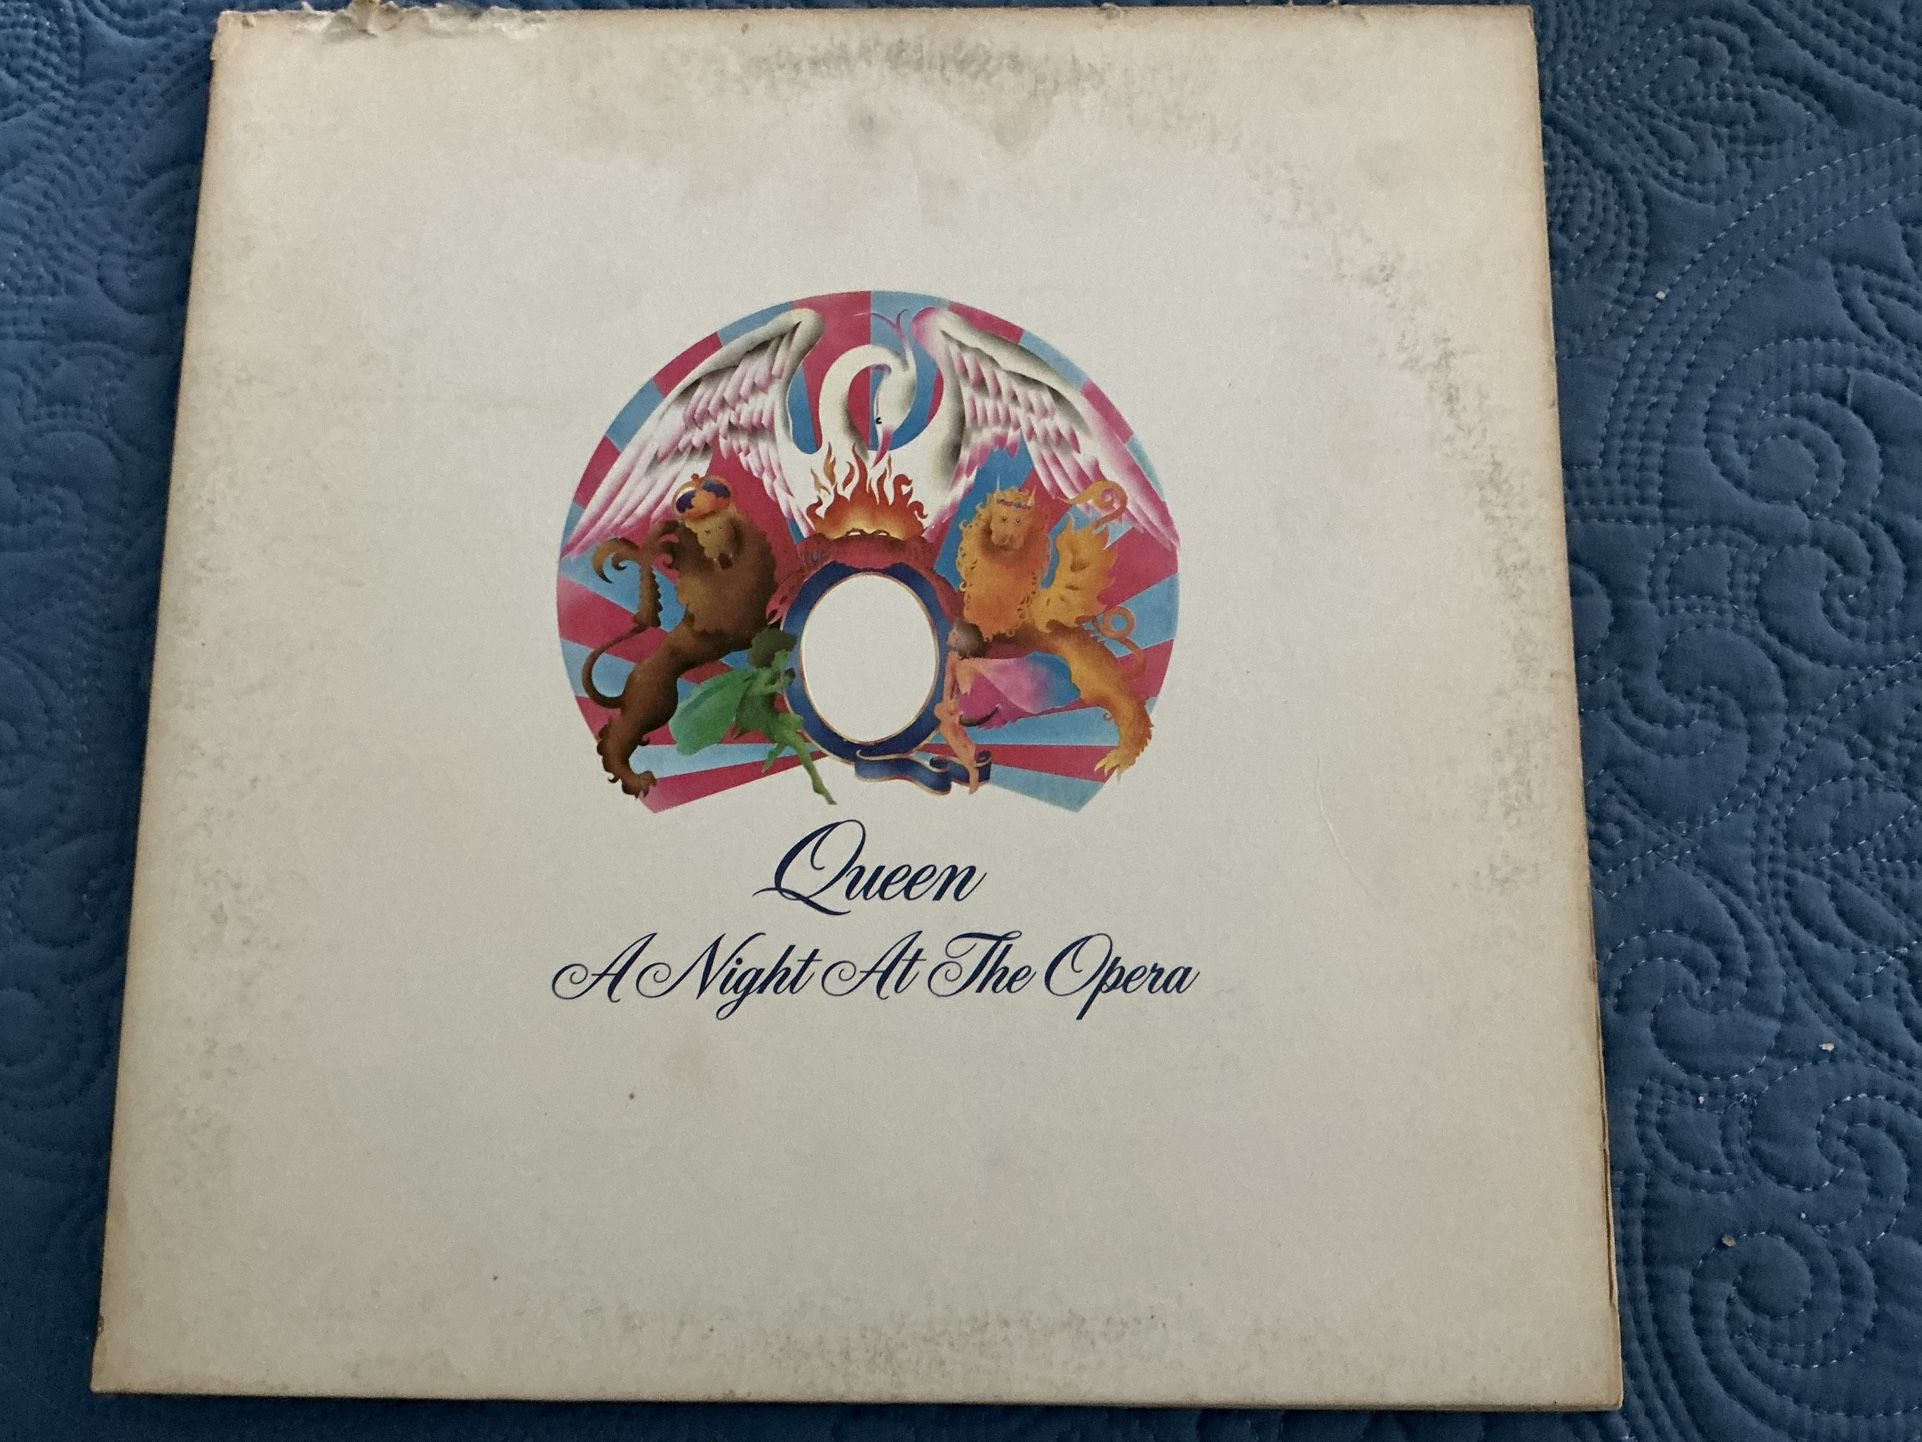 Queen
A Night At The Opera